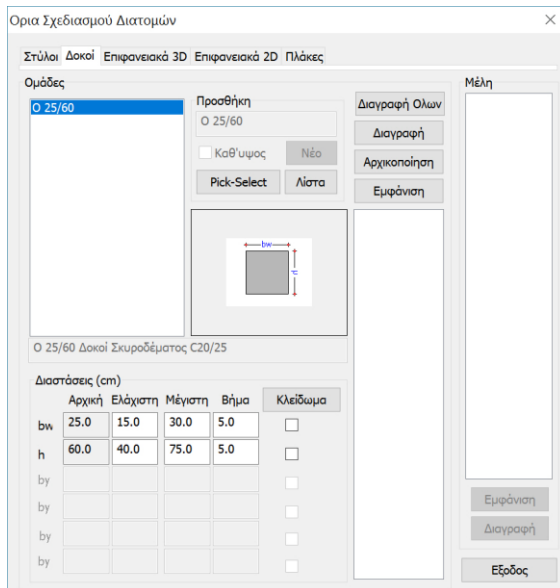 Ορια Σχεδιασμού Διατομών
Στύλοι Δοκοί Επιφανειακά 3D Επιφανειακά 2D Πλάκες
Ομάδες
Ο 25/60
Προσθήκη
Ο 25/60
Καθ'υψος Νέο
Pick-Select Λίστα
bw
h
Ο 25/60 Δοκοί Σκυροδέματος C20/25
Διαγραφή Ολων
Διαγραφή
Αρχικοποίηση
Εμφάνιση
Διαστάσεις (cm)
Αρχική Ελάχιστη Μέγιστη Βήμα Κλείδωμα
bw 25.0 15.0 30.0 5.0
h 60.0 40.0 75.0 5.0
by
by
by
by
Μέλη
Εμφάνιση
Διαγραφή
Εξοδος